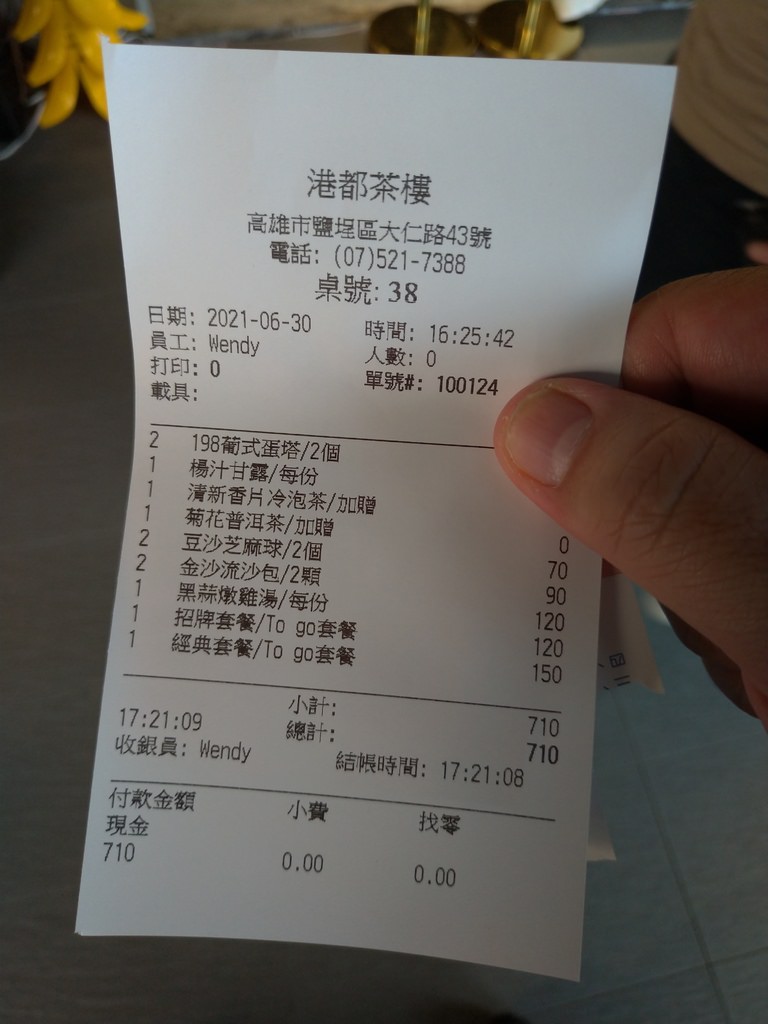 港都茶樓
高雄市鹽埕區大仁路43號
電話: (07)521-7388
桌號: 38
日期: 2021-06-30 時間: 16:25:42
員工: Wendy 人數: 0
打印: 0 單號#: 100124
載具:
2 198葡式蛋塔/2個
1 楊汁甘露/每份
1 清新香片冷泡茶/加贈
1 菊花普洱茶/加贈 0
2 豆沙芝麻球/2個 70
2 金沙流沙包/2顆 90
1 黑蒜燉雞湯/每份 120
1 招牌套餐/To go套餐 120
1 經典套餐/To go套餐 150
小計: 710
17:21:09 總計: 710
收銀員: Wendy 結帳時間: 17:21:08
付款金額 小費 找零
現金
710 0.00 0.00